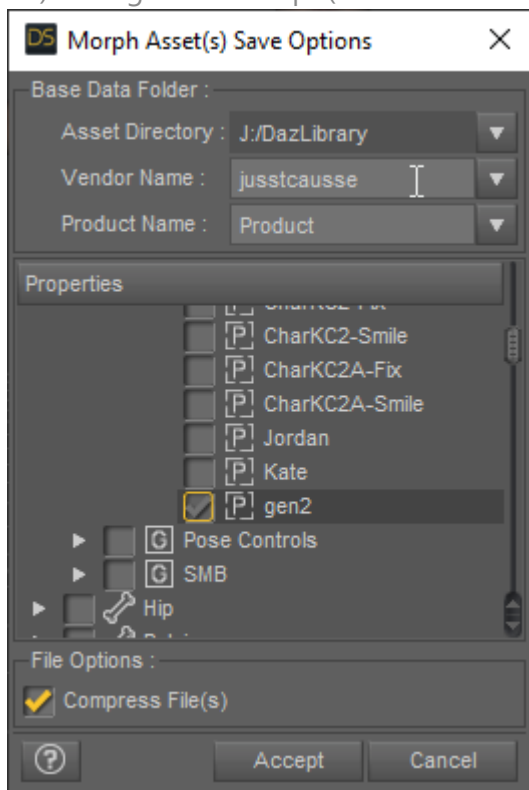 DS Morph Asset(s) Save Options
Base Data Folder :
Asset Directory : J:/DazLibrary
Vendor Name : jusstcausse
Product Name : Product
Properties
[P] CharKC2-Smile
[P] CharKC2A-Fix
[P] CharKC2A-Smile
[P] Jordan
[P] Kate
[P] gen2
G Pose Controls
G SMB
Hip
File Options :
Compress File(s)
? Accept Cancel